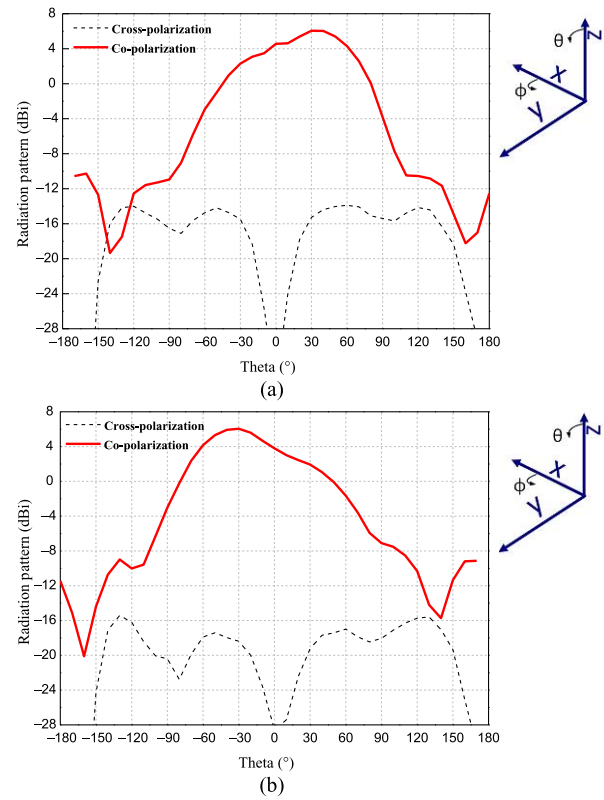 8
4
0
−4
−8
−12
−16
−20
−24
−28
Radiation pattern (dBi)
Cross-polarization
Co-polarization
−180 −150 −120 −90 −60 −30 0 30 60 90 120 150 180
Theta (°)
θ
Z
X
ϕ
Y
(a)
8
4
0
−4
−8
−12
−16
−20
−24
−28
Radiation pattern (dBi)
Cross-polarization
Co-polarization
−180 −150 −120 −90 −60 −30 0 30 60 90 120 150 180
Theta (°)
θ
Z
X
ϕ
Y
(b)